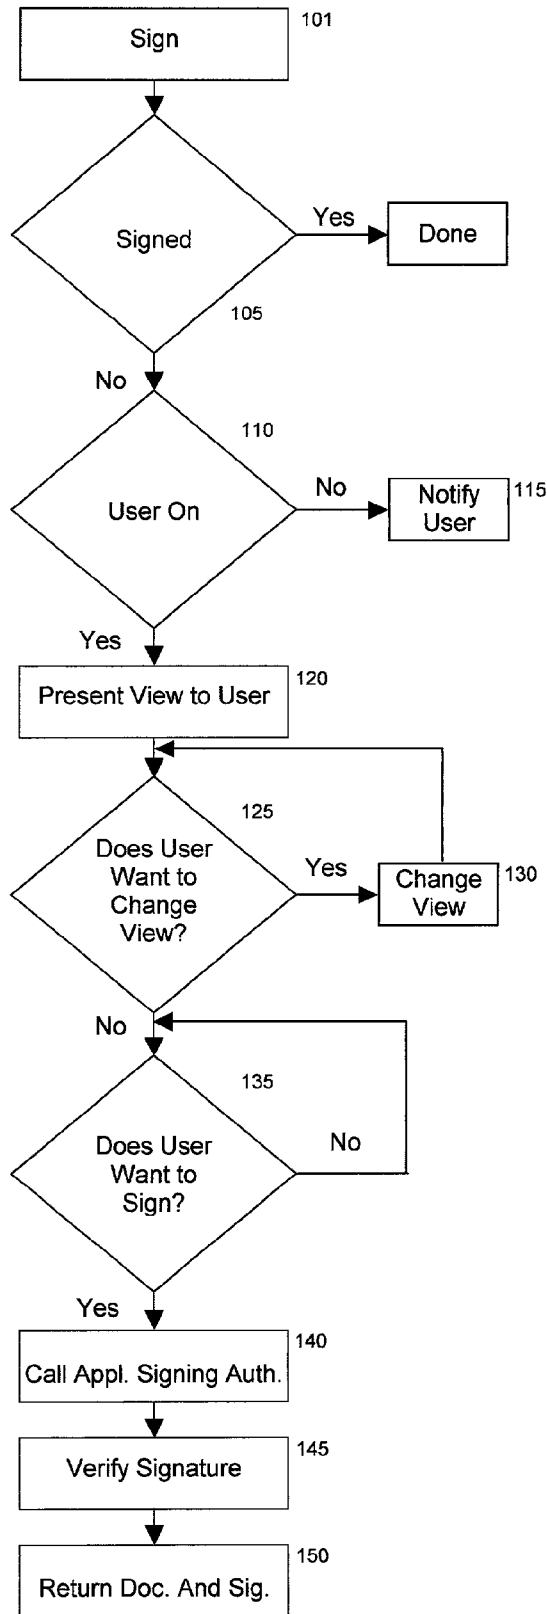 Sign
101
Signed
Yes
Done
105
No
110
User On
No
Notify
User
115
Yes
Present View to User
120
125
Does User
Want to
Change
View?
Yes
Change
View
130
No
135
Does User
Want to
Sign?
No
Yes
140
Call Appl. Signing Auth.
145
Verify Signature
150
Return Doc. And Sig.